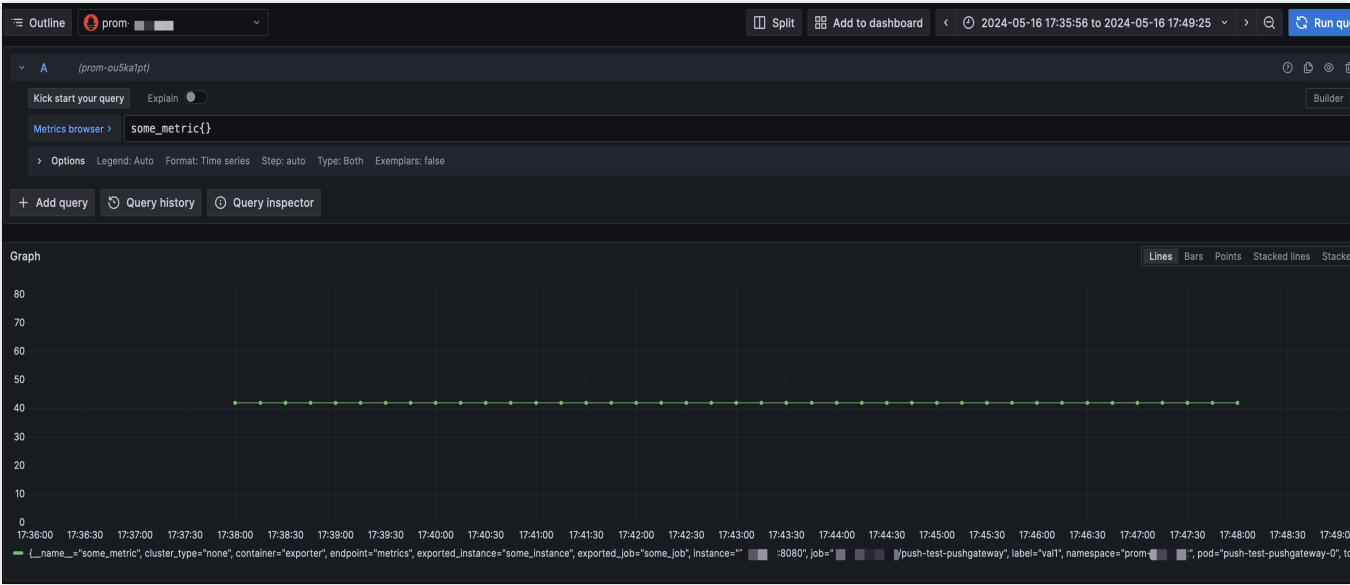 Outline prom- Split Add to dashboard 2024-05-16 17:35:56 to 2024-05-16 17:49:25 Run
A (prom-ou5ka1pt)
Kick start your query Explain Builder
Metrics browser > some_metric{}
> Options Legend: Auto Format: Time series Step: auto Type: Both Exemplars: false
+ Add query Query history Query inspector
Graph Lines Bars Points Stacked lines
80
70
60
50
40
30
20
10
0
17:36:00 17:36:30 17:37:00 17:37:30 17:38:00 17:38:30 17:39:00 17:39:30 17:40:00 17:40:30 17:41:00 17:41:30 17:42:00 17:42:30 17:43:00 17:43:30 17:44:00 17:44:30 17:45:00 17:45:30 17:46:00 17:46:30 17:47:00 17:47:30 17:48:00 17:48:30 17:49:0
{__name__="some_metric", cluster_type="none", container="exporter", endpoint="metrics", exported_instance="some_instance", exported_job="some_job", instance=" :8080", job=" /push-test-pushgateway", label="val1", namespace="prom- ", pod="push-test-pushgateway-0",